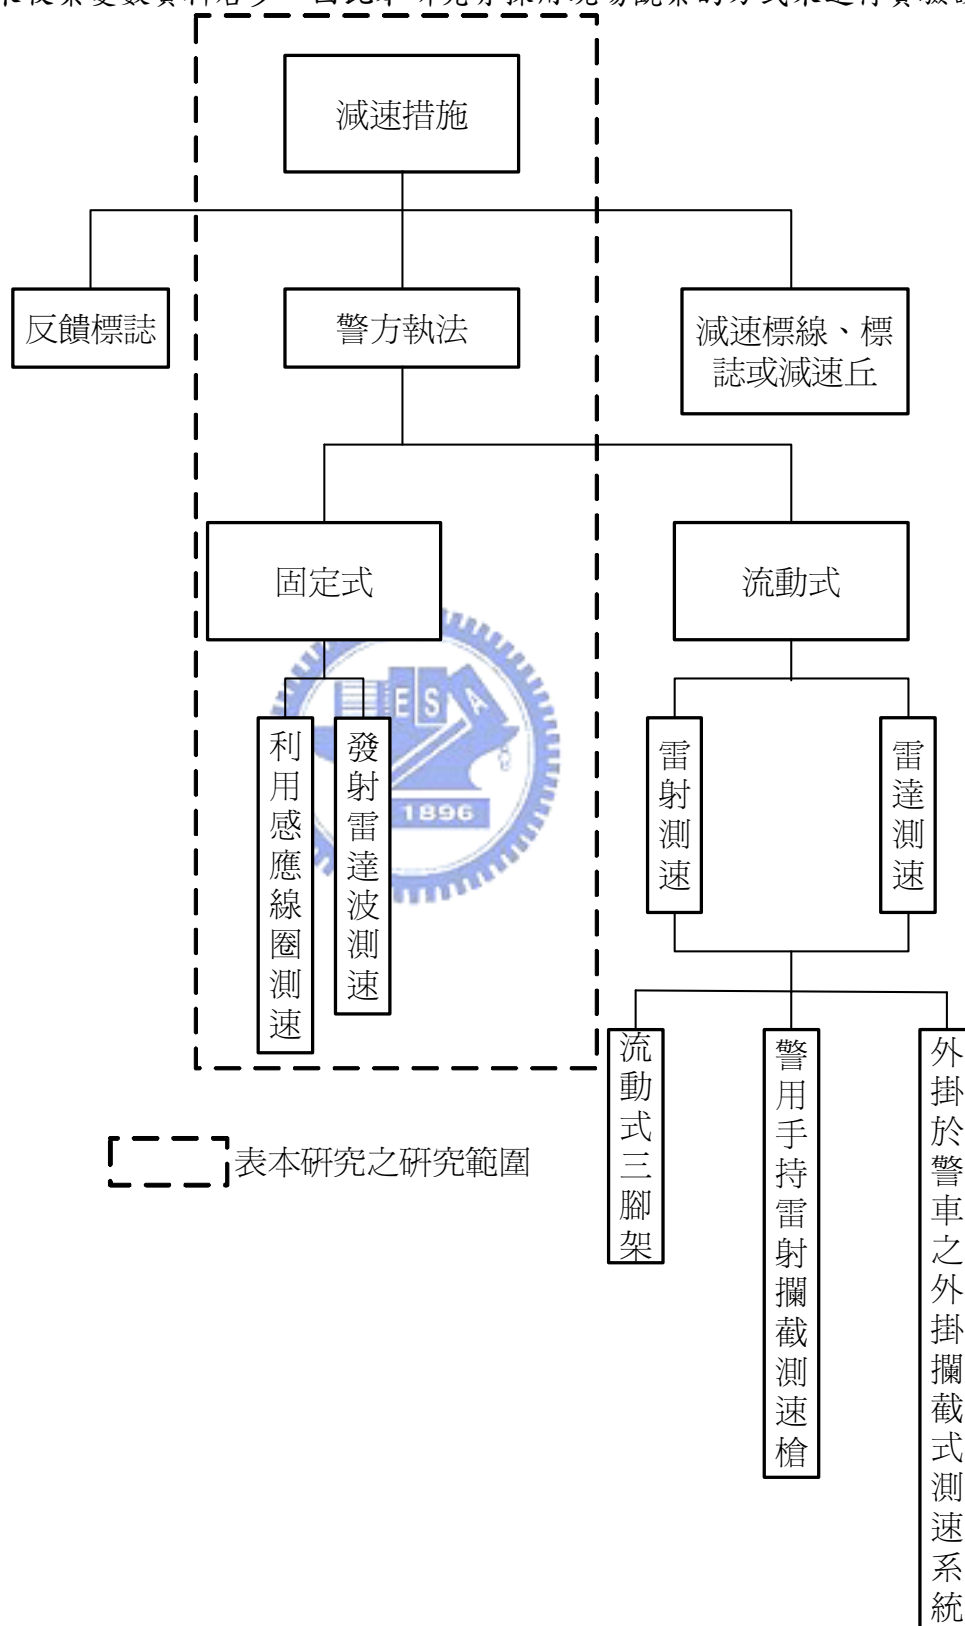 減速措施
反饋標誌
警方執法
減速標線、標
誌或減速丘
固定式
流動式
利用感應線圈測速
發射雷達波測速
雷射測速
雷達測速
ESA
1896
流動式三腳架
警用手持雷射攔截測速槍
外掛於警車之外掛攔截式測速系統
表本研究之研究範圍